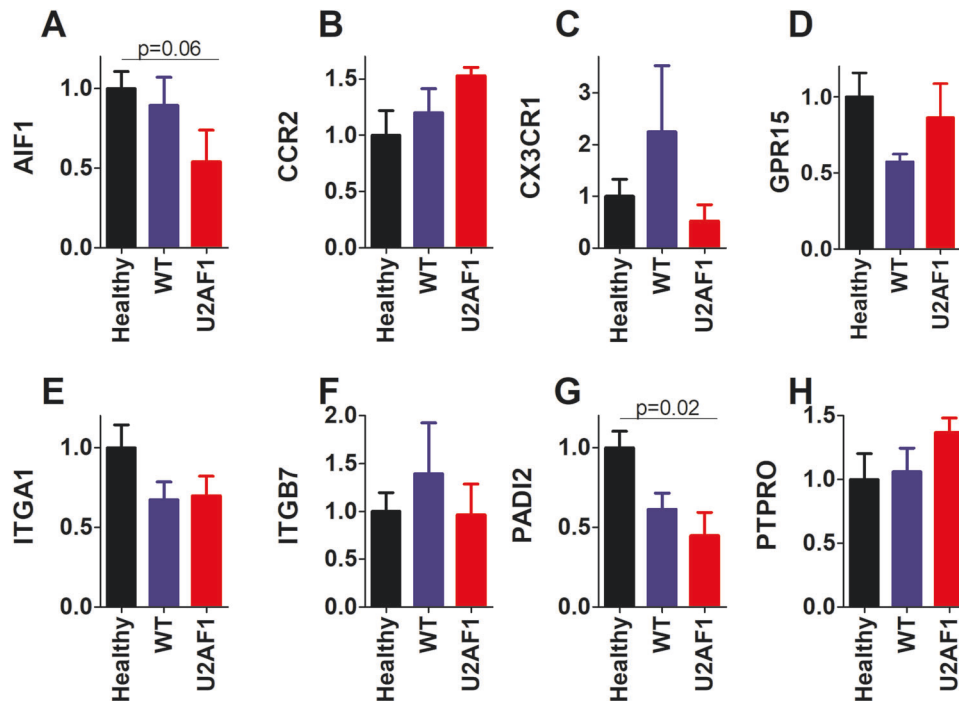 A
p=0.06
AIF1
1.0
0.5
0.0
Healthy
WT
U2AF1
B
CCR2
1.5
1.0
0.5
0.0
Healthy
WT
U2AF1
C
CX3CR1
3
2
1
0
Healthy
WT
U2AF1
D
GPR15
1.0
0.5
0.0
Healthy
WT
U2AF1
E
ITGA1
1.0
0.5
0.0
Healthy
WT
U2AF1
F
ITGB7
2.0
1.5
1.0
0.5
0.0
Healthy
WT
U2AF1
G
p=0.02
PADI2
1.0
0.5
0.0
Healthy
WT
U2AF1
H
PTPRO
1.5
1.0
0.5
0.0
Healthy
WT
U2AF1